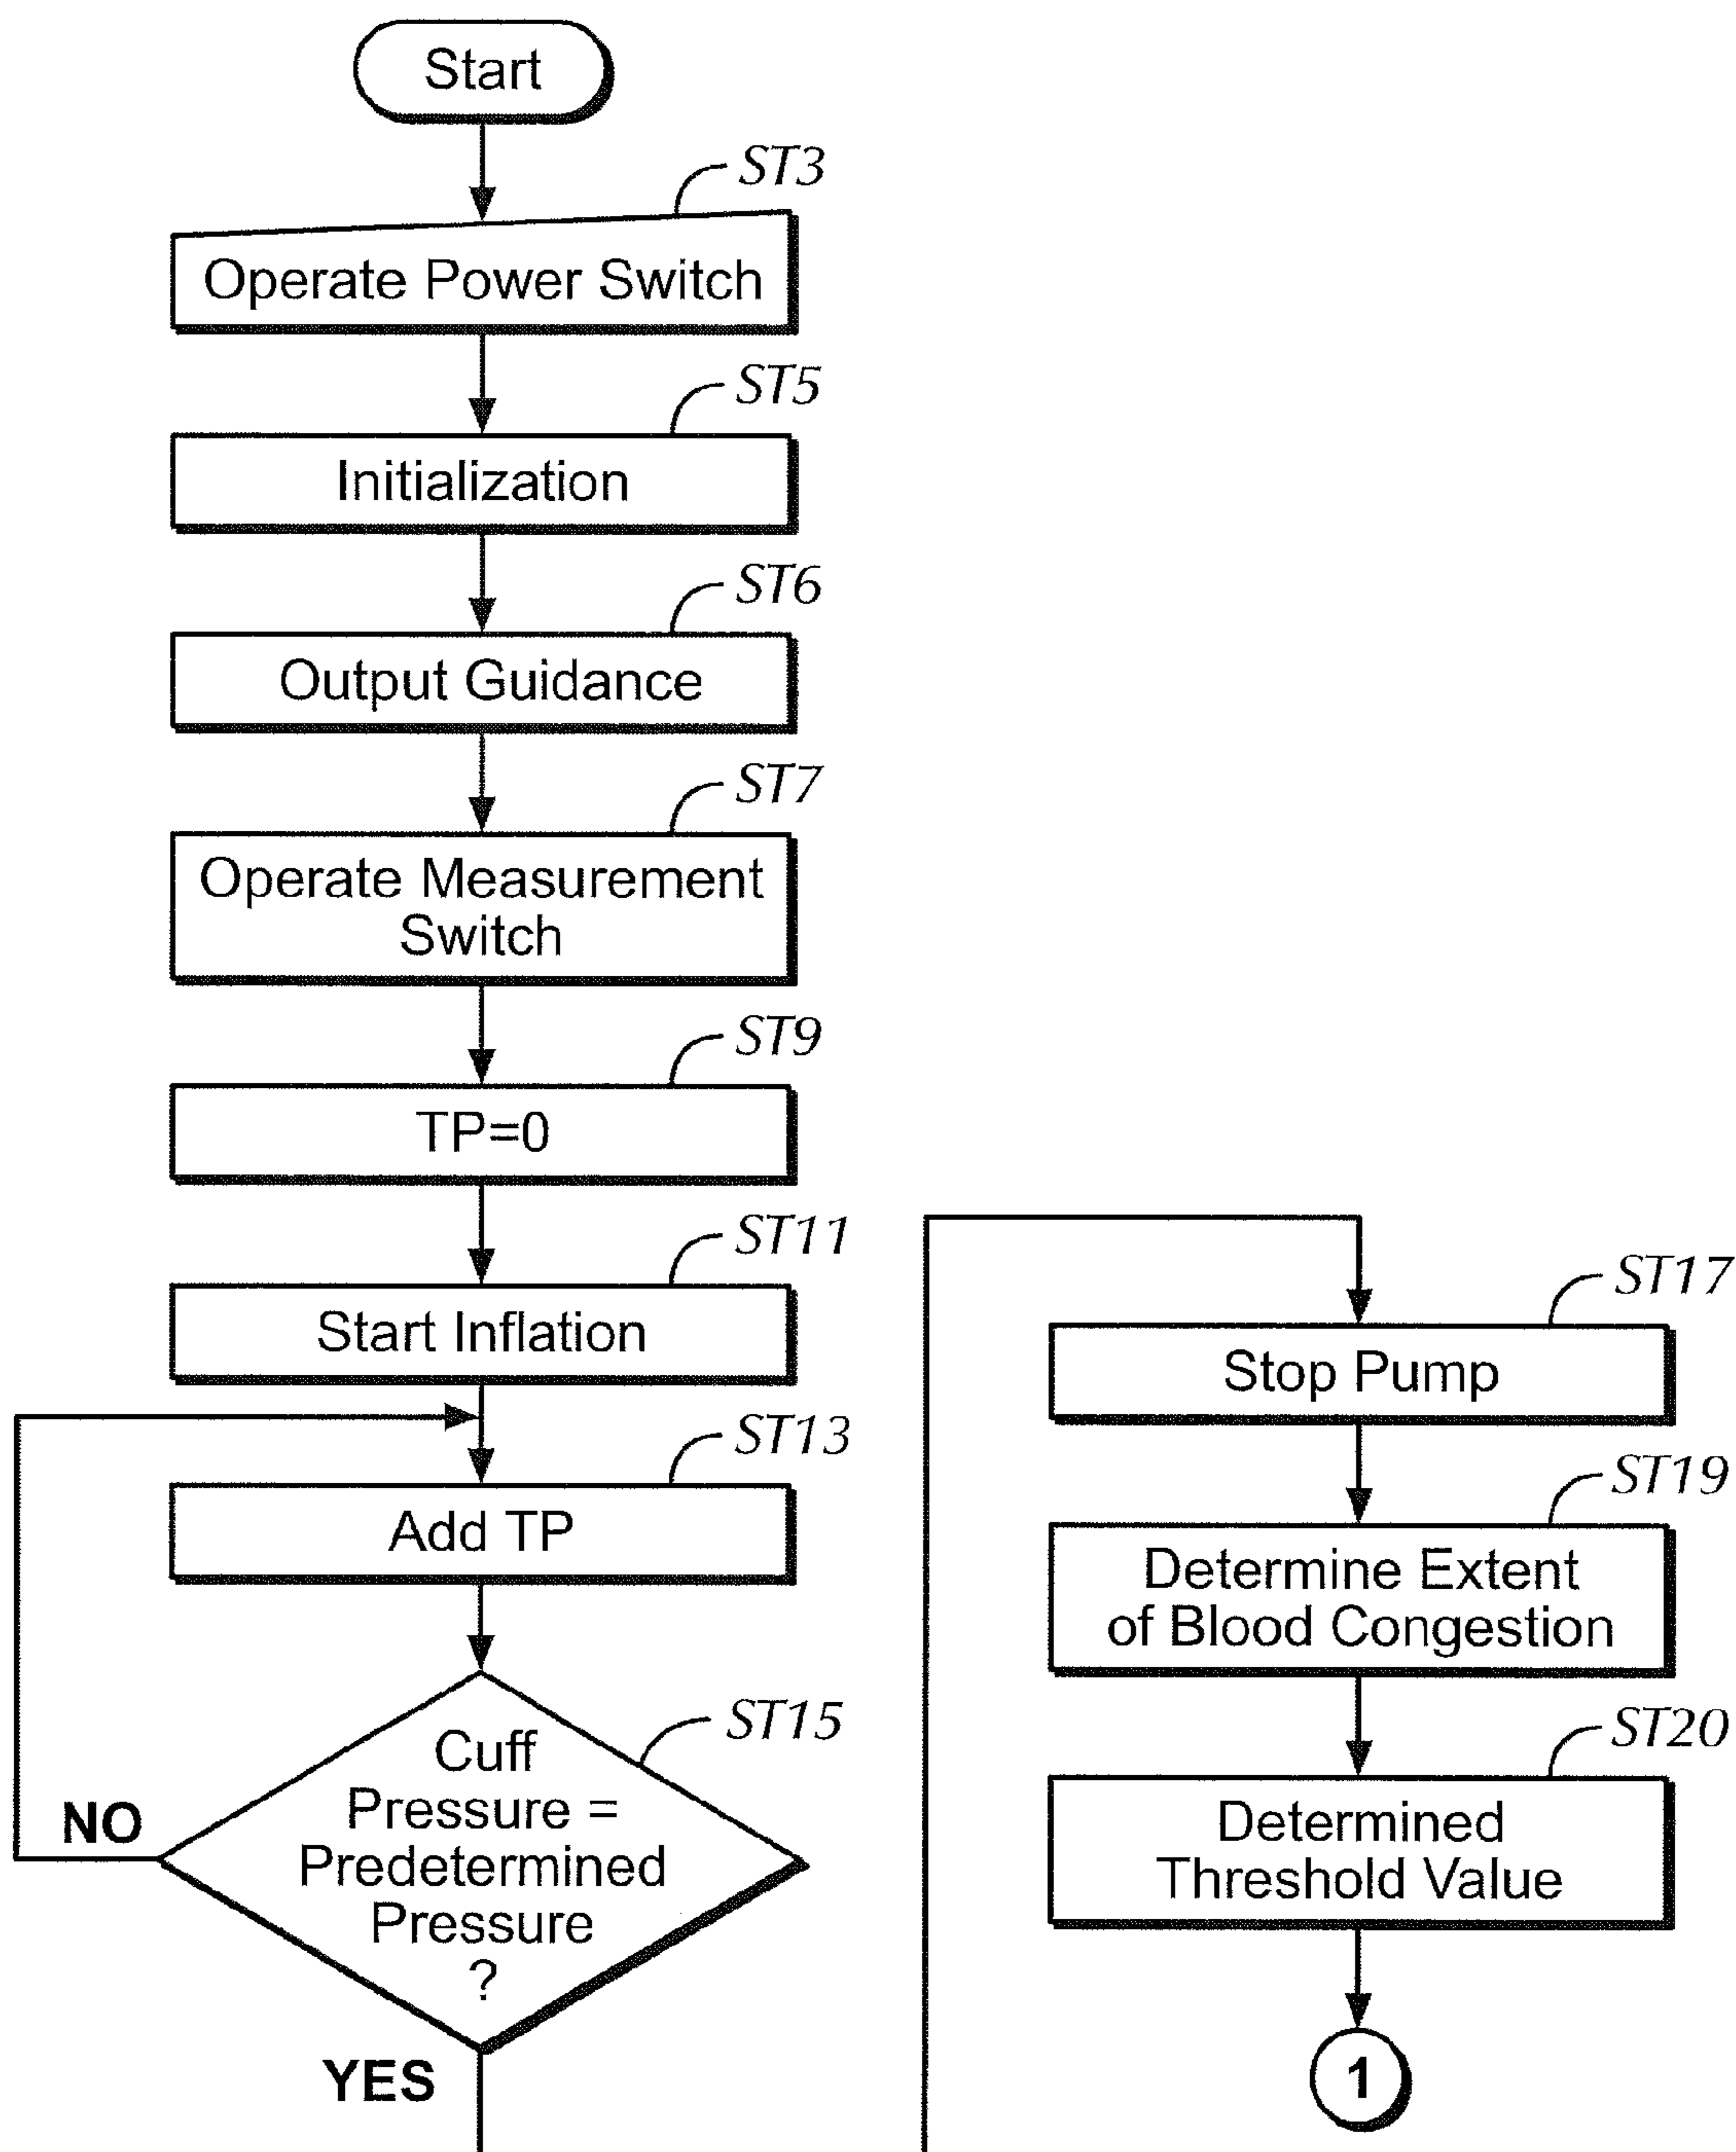 Start
ST3
Operate Power Switch
ST5
Initialization
ST6
Output Guidance
ST7
Operate Measurement
Switch
ST9
TP=0
ST11
Start Inflation
ST13
Add TP
ST15
Cuff
Pressure =
Predetermined
Pressure
?
NO
YES
ST17
Stop Pump
ST19
Determine Extent
of Blood Congestion
ST20
Determined
Threshold Value
1